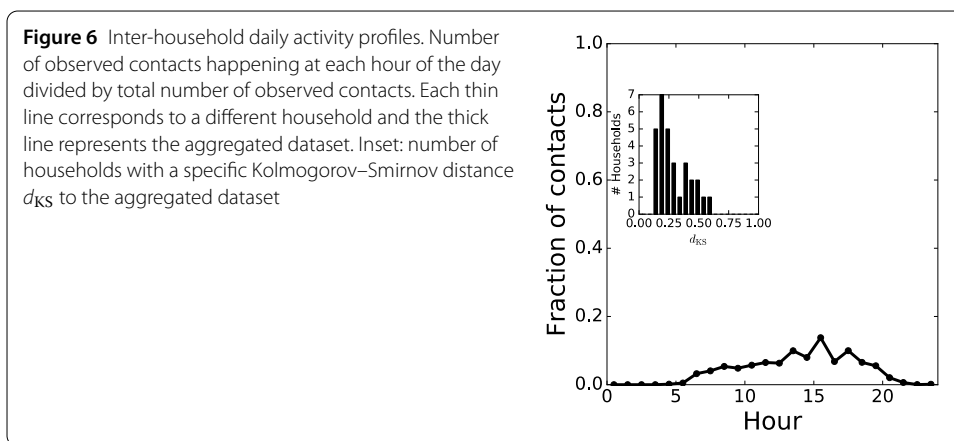 Figure 6 Inter-household daily activity profiles. Number
of observed contacts happening at each hour of the day
divided by total number of observed contacts. Each thin
line corresponds to a different household and the thick
line represents the aggregated dataset. Inset: number of
households with a specific Kolmogorov–Smirnov distance
dKS to the aggregated dataset
1.0
0.8
0.6
0.4
0.2
0.0
Fraction of contacts
0 5 10 15 20
Hour
7
6
5
4
3
2
1
0
# Households
0.00 0.25 0.50 0.75 1.00
dKS